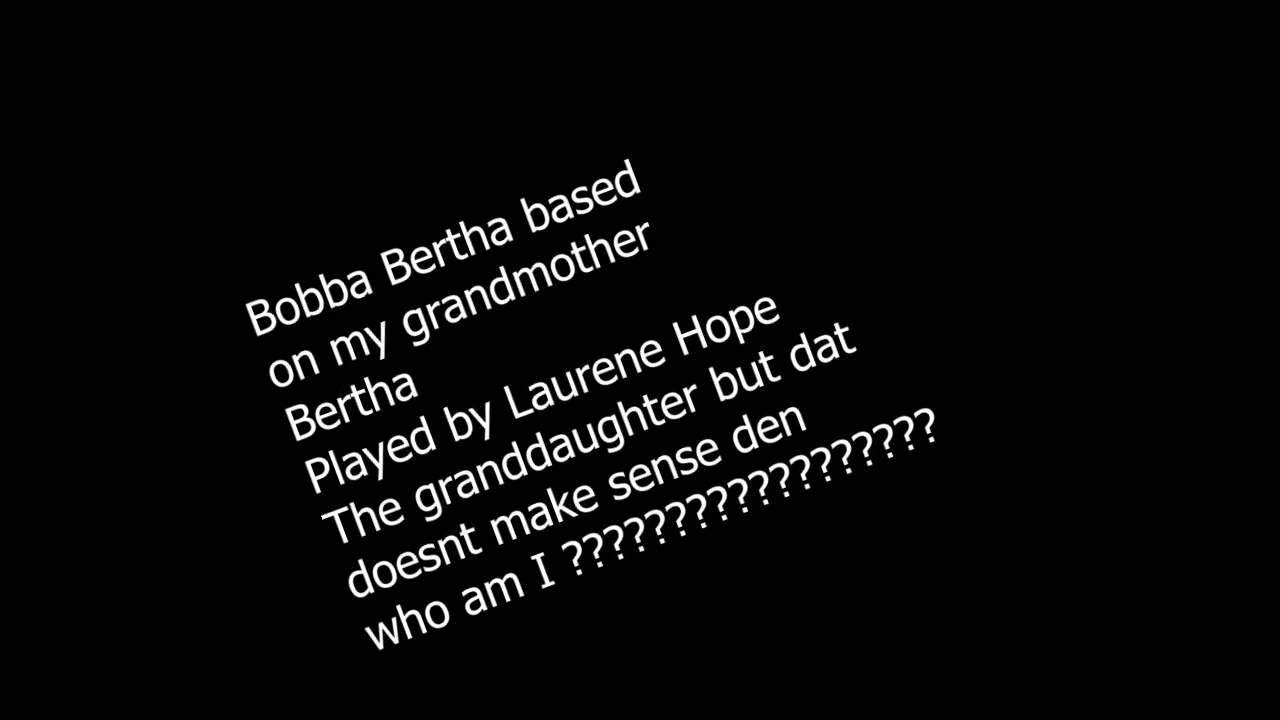 Bobba Bertha based
on my grandmother
Bertha
Played by Laurene Hope
The granddaughter but dat
doesnt make sense den
who am I ??????????????????